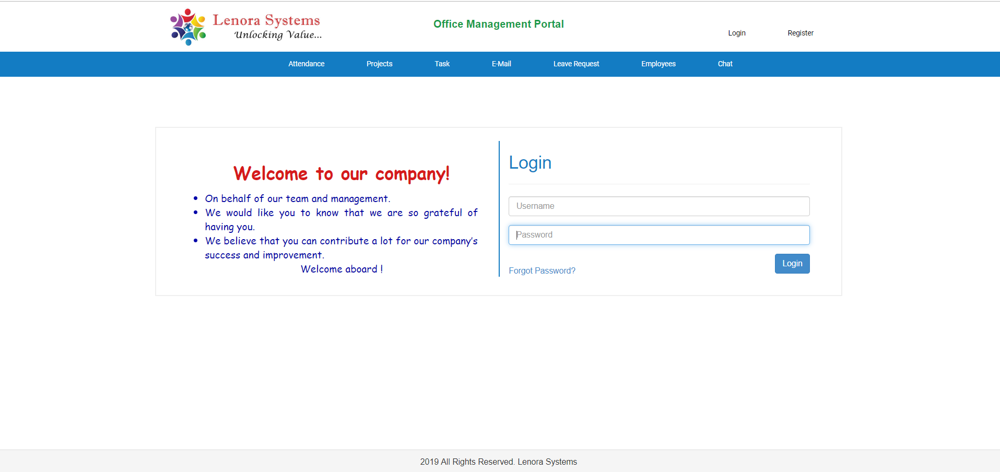 Lenora Systems
Unlocking Value...
Office Management Portal
Login
Register
Attendance
Projects
Task
E-Mail
Leave Request
Employees
Chat
Welcome to our company!
On behalf of our team and management.
We would like you to know that we are so grateful of
having you.
We believe that you can contribute a lot for our company's
success and improvement.
Welcome aboard !
Login
Username
Password
Login
Forgot Password?
2019 All Rights Reserved. Lenora Systems